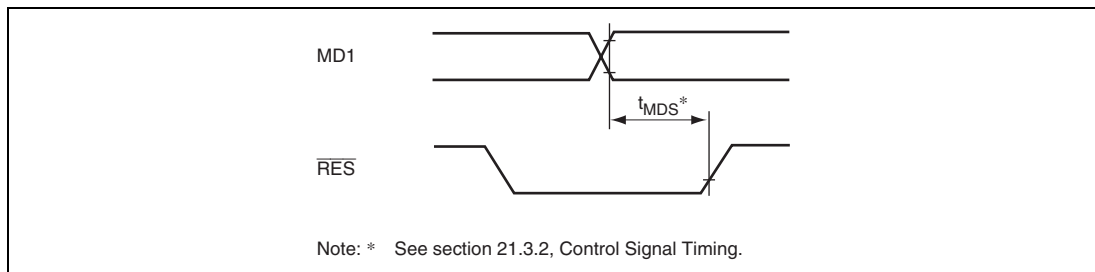 MD1
tMDS*
RES
Note: * See section 21.3.2, Control Signal Timing.